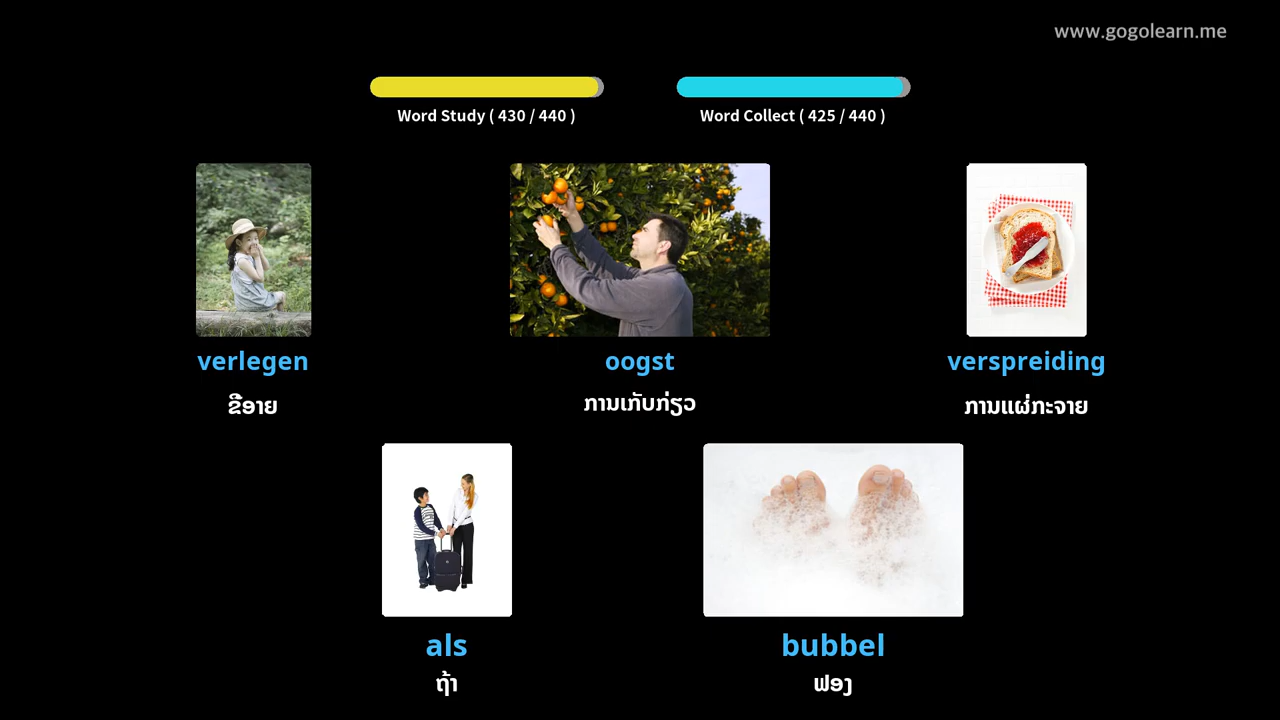 www.gogolearn.me
Word Study ( 430 / 440 )
Word Collect ( 425 / 440 )
verlegen
ຂີ້ອາຍ
oogst
ການເກັບກ່ຽວ
verspreiding
ການແຜ່ກະຈາຍ
als
ຖ້າ
bubbel
ຟອງ